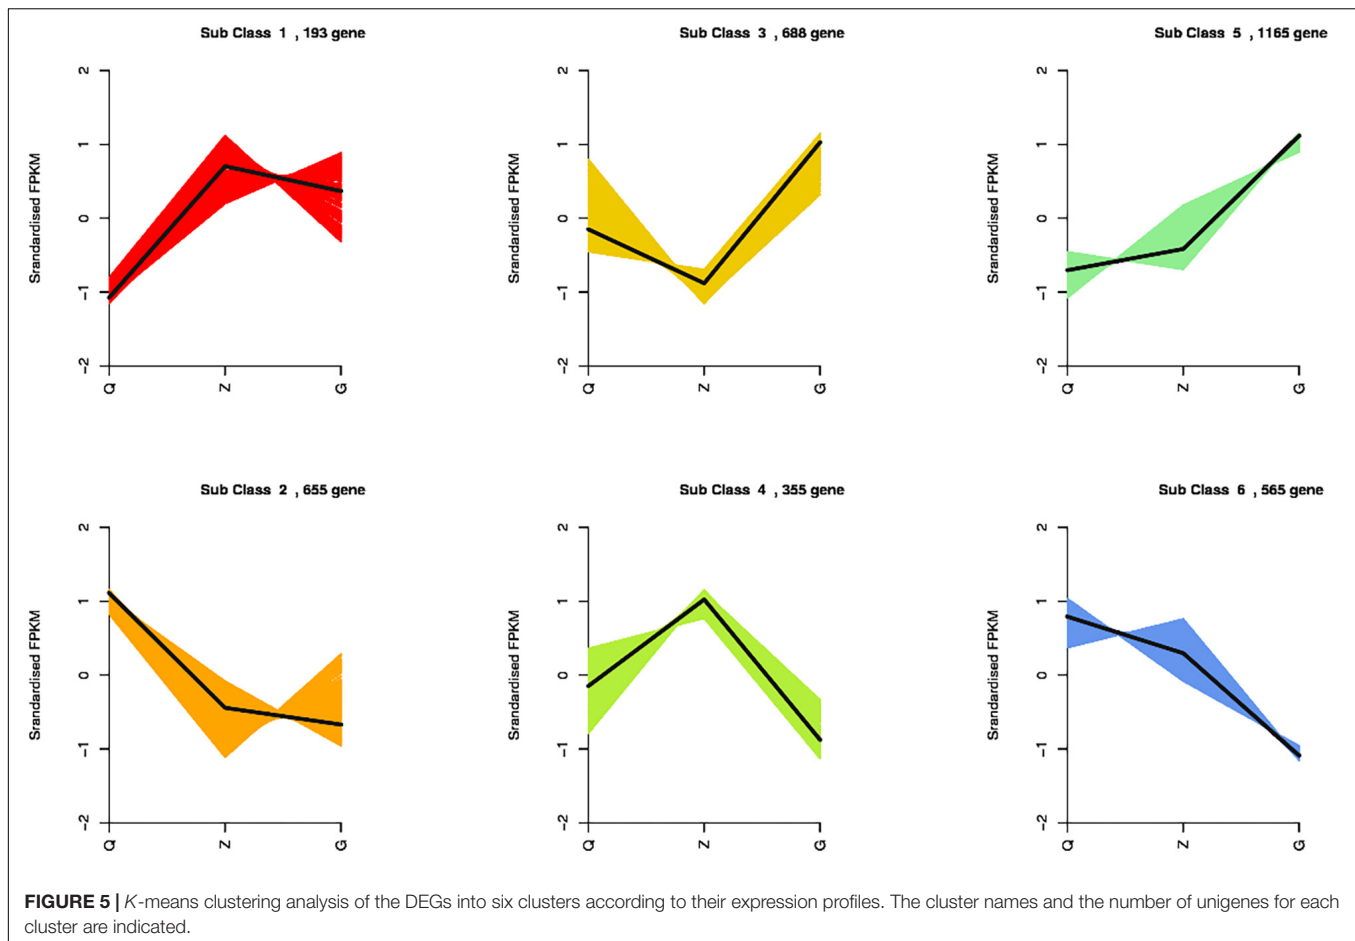 Sub Class 1 , 193 gene
Srandardised FPKM
2
1
0
-1
-2
Q
Z
G
Sub Class 3 , 688 gene
Srandardised FPKM
2
1
0
-1
-2
Q
Z
G
Sub Class 5 , 1165 gene
Srandardised FPKM
2
1
0
-1
-2
Q
Z
G
Sub Class 2 , 655 gene
Srandardised FPKM
2
1
0
-1
-2
Q
Z
G
Sub Class 4 , 355 gene
Srandardised FPKM
2
1
0
-1
-2
Q
Z
G
Sub Class 6 , 565 gene
Srandardised FPKM
2
1
0
-1
-2
Q
Z
G
FIGURE 5 | K-means clustering analysis of the DEGs into six clusters according to their expression profiles. The cluster names and the number of unigenes for each
cluster are indicated.